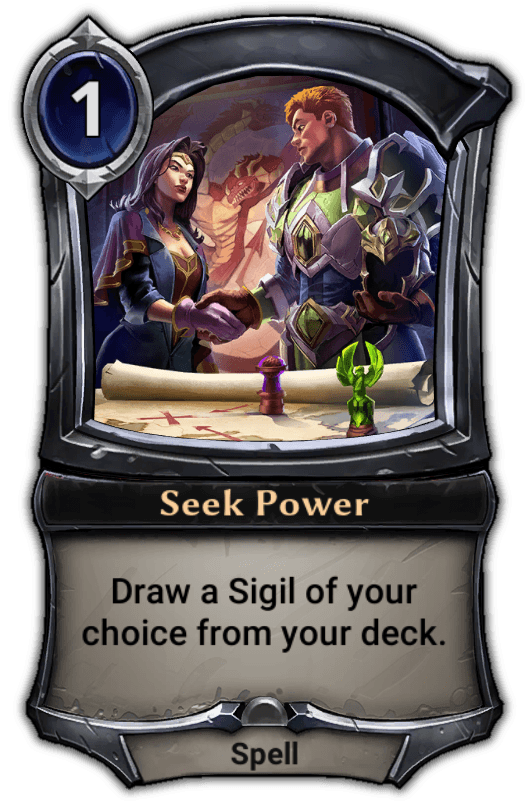 1
Seek Power
Draw a Sigil of your
choice from your deck.
Spell